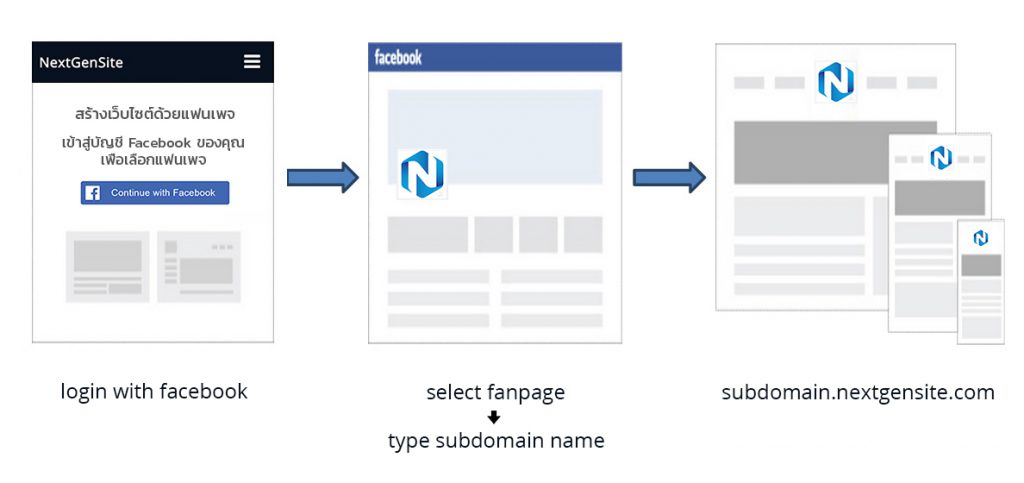 NextGenSite
สร้างเว็บไซต์ด้วยแฟนเพจ
เข้าสู่บัญชี Facebook ของคุณ
เพื่อเลือกแฟนเพจ
Continue with Facebook
login with facebook
facebook
select fanpage
type subdomain name
subdomain.nextgensite.com